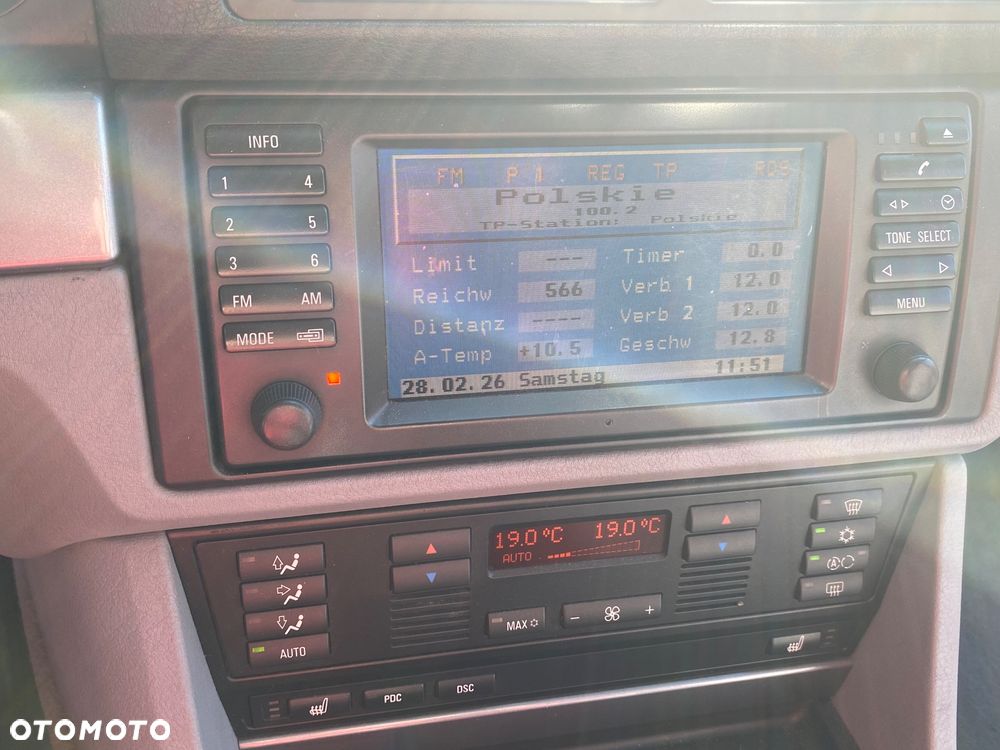 INFO
1 4
2 5
3 6
FM AM
MODE
FM P 1 REG TP RDS
Polskie
100.2
TP-Station: Polskie
Limit ---
Reichw 566
Distanz ----
A-Temp +10.5
Timer 0.0
Verb 1 12.0
Verb 2 12.0
Geschw 12.8
28.02.26 Samstag 11:51
TONE SELECT
MENU
19.0°C 19.0°C
AUTO
MAX
- +
A
AUTO
PDC
DSC
OTOMOTO